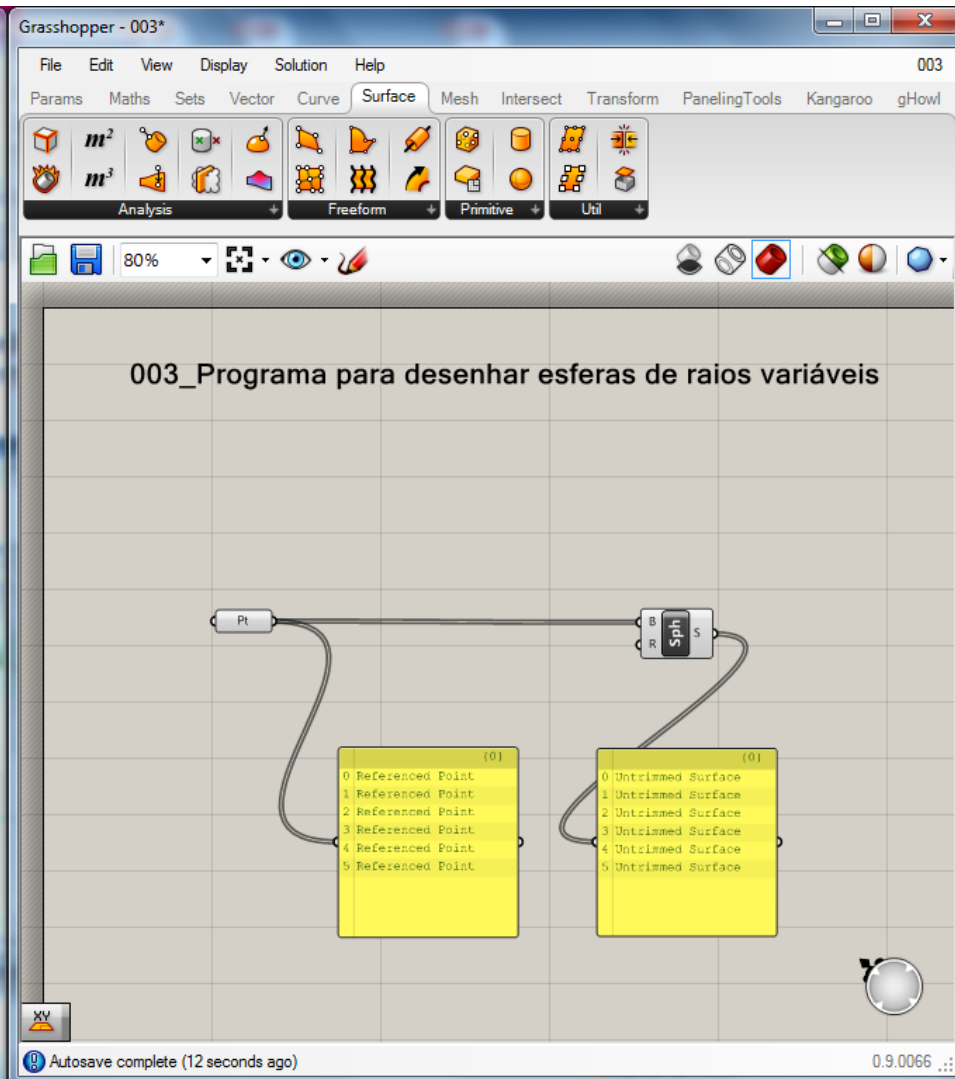 Grasshopper - 003*
File Edit View Display Solution Help 003
Params Maths Sets Vector Curve Surface Mesh Intersect Transform PanelingTools Kangaroo gHowl
m²
m³
Analysis Freeform Primitive Util
80%
003_Programa para desenhar esferas de raios variáveis
Pt
B
R
Sph
S
{0}
0 Referenced Point
1 Referenced Point
2 Referenced Point
3 Referenced Point
4 Referenced Point
5 Referenced Point
{0}
0 Untrimmed Surface
1 Untrimmed Surface
2 Untrimmed Surface
3 Untrimmed Surface
4 Untrimmed Surface
5 Untrimmed Surface
XY
Autosave complete (12 seconds ago) 0.9.0066